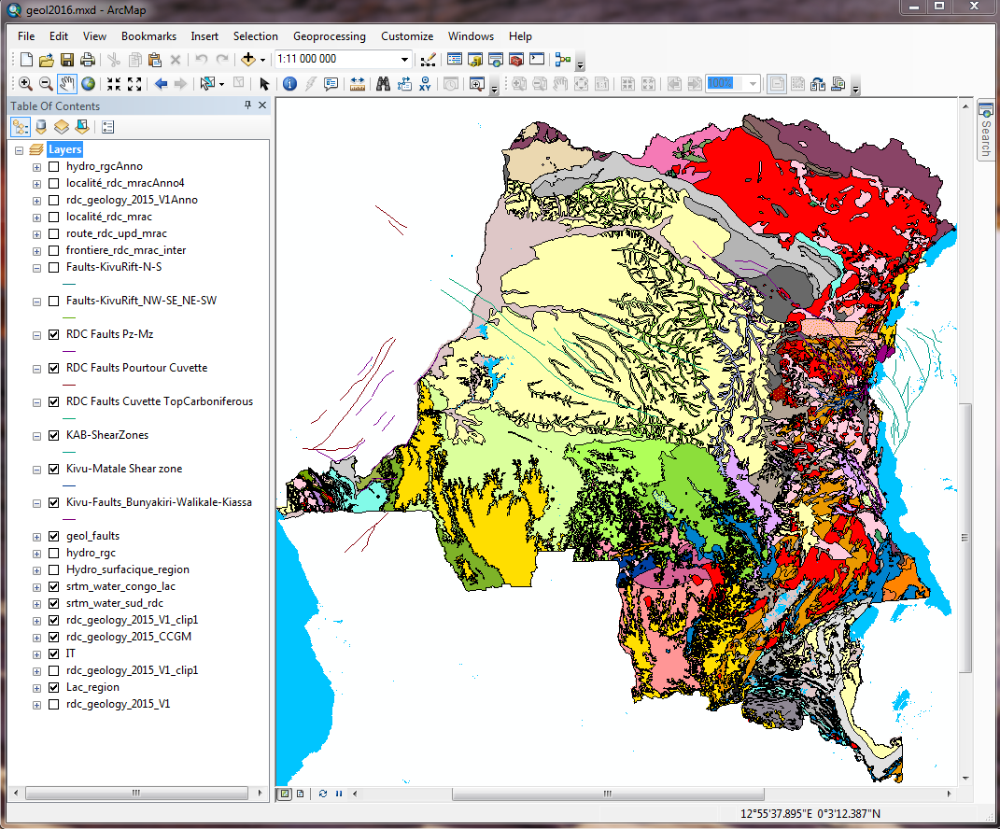 geol2016.mxd - ArcMap
File Edit View Bookmarks Insert Selection Geoprocessing Customize Windows Help
1:11 000 000
XY
1:1
100%
Table Of Contents
Search
Layers
hydro_rgcAnno
localité_rdc_mracAnno4
rdc_geology_2015_V1Anno
localité_rdc_mrac
route_rdc_upd_mrac
frontiere_rdc_mrac_inter
Faults-KivuRift-N-S
Faults-KivuRift_NW-SE_NE-SW
RDC Faults Pz-Mz
RDC Faults Pourtour Cuvette
RDC Faults Cuvette TopCarboniferous
KAB-ShearZones
Kivu-Matale Shear zone
Kivu-Faults_Bunyakiri-Walikale-Kiassa
geol_faults
hydro_rgc
Hydro_surfacique_region
srtm_water_congo_lac
srtm_water_sud_rdc
rdc_geology_2015_V1_clip1
rdc_geology_2015_CCGM
IT
rdc_geology_2015_V1_clip1
Lac_region
rdc_geology_2015_V1
12°55'37.895"E 0°3'12.387"N